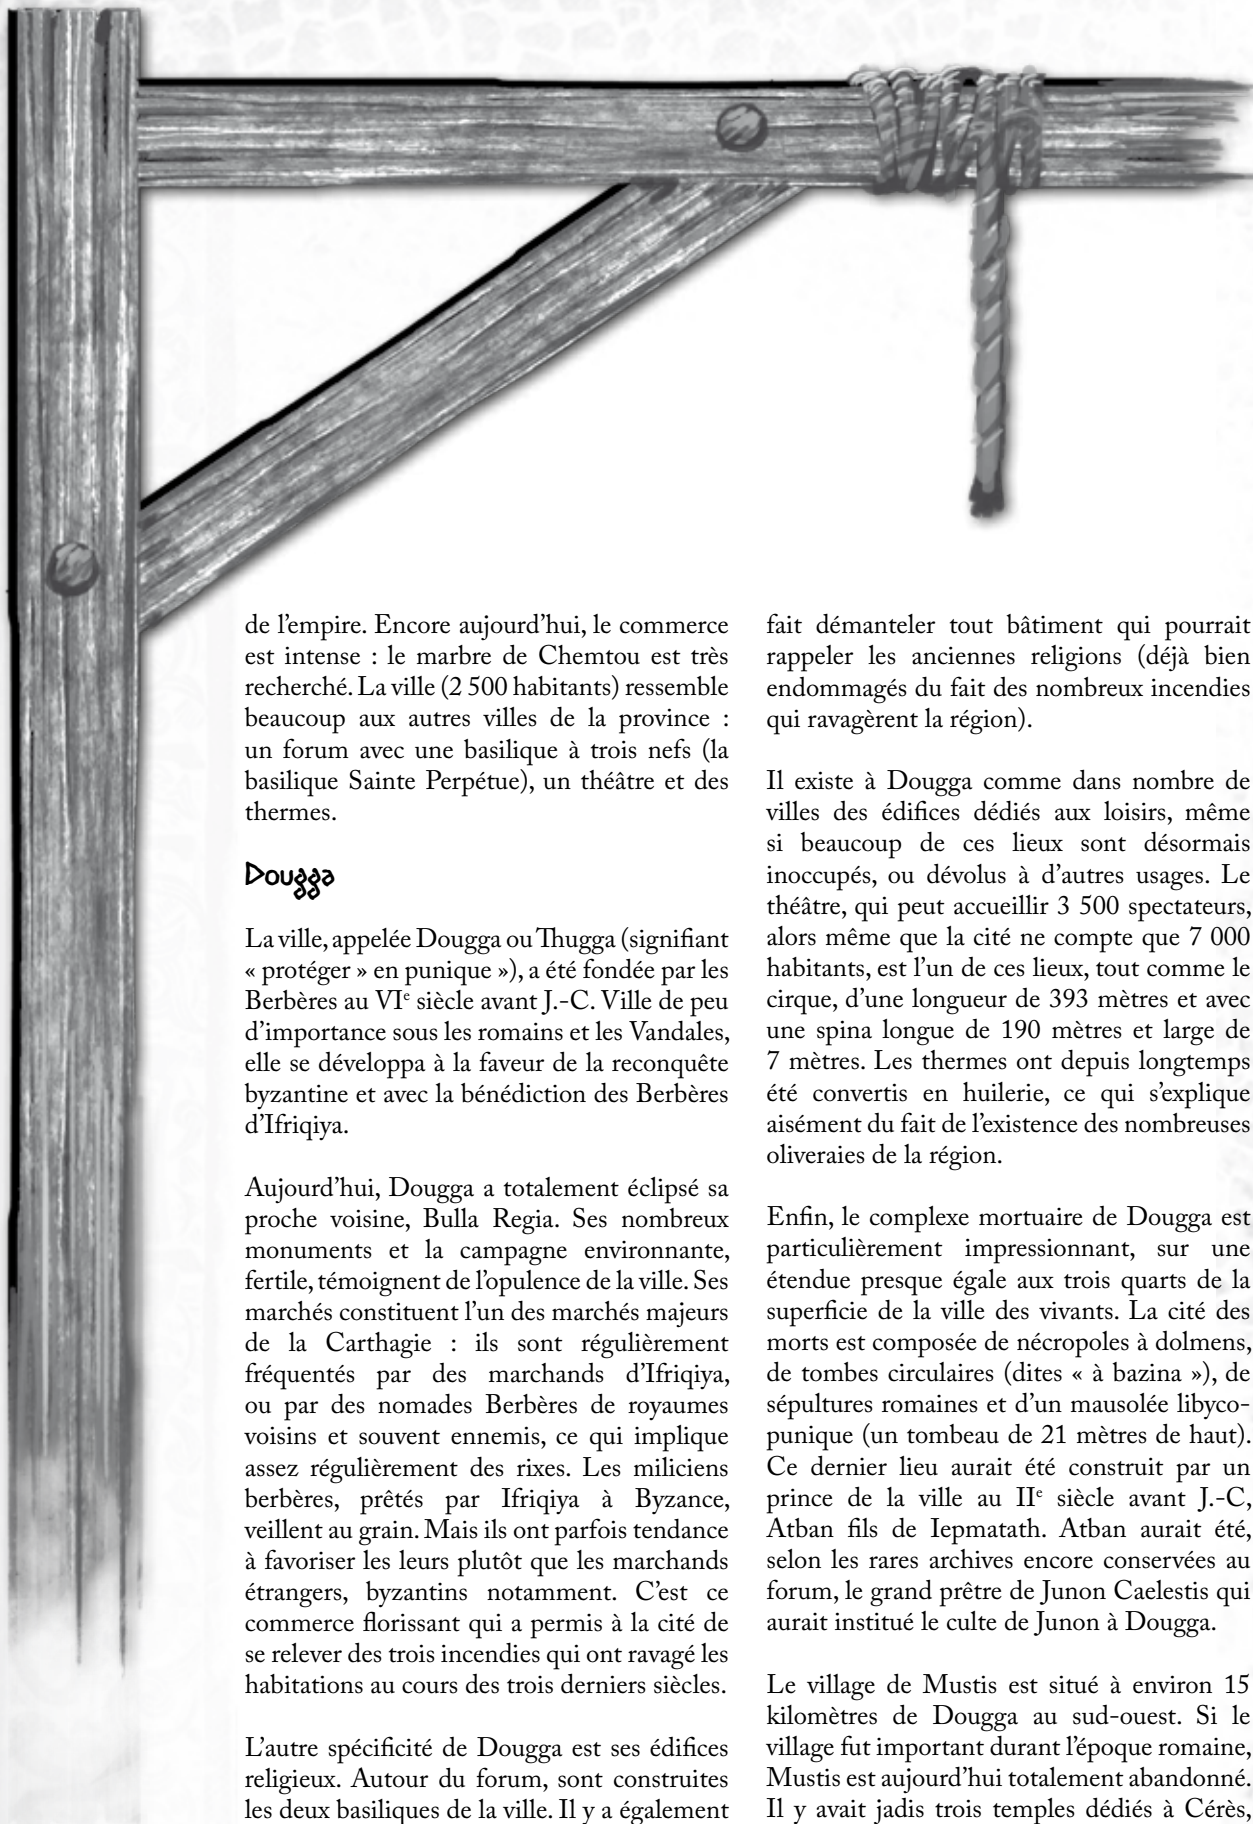 de l'empire. Encore aujourd'hui, le commerce
est intense : le marbre de Chemtou est très
recherché. La ville (2 500 habitants) ressemble
beaucoup aux autres villes de la province :
un forum avec une basilique à trois nefs (la
basilique Sainte Perpétue), un théâtre et des
thermes.
Dougga
La ville, appelée Dougga ou Thugga (signifiant
« protéger » en punique »), a été fondée par les
Berbères au VIe siècle avant J.-C. Ville de peu
d'importance sous les romains et les Vandales,
elle se développa à la faveur de la reconquête
byzantine et avec la bénédiction des Berbères
d'Ifriqiya.
Aujourd'hui, Dougga a totalement éclipsé sa
proche voisine, Bulla Regia. Ses nombreux
monuments et la campagne environnante,
fertile, témoignent de l'opulence de la ville. Ses
marchés constituent l'un des marchés majeurs
de la Carthagie : ils sont régulièrement
fréquentés par des marchands d'Ifriqiya,
ou par des nomades Berbères de royaumes
voisins et souvent ennemis, ce qui implique
assez régulièrement des rixes. Les miliciens
berbères, prêtés par Ifriqiya à Byzance,
veillent au grain. Mais ils ont parfois tendance
à favoriser les leurs plutôt que les marchands
étrangers, byzantins notamment. C'est ce
commerce florissant qui a permis à la cité de
se relever des trois incendies qui ont ravagé les
habitations au cours des trois derniers siècles.
L'autre spécificité de Dougga est ses édifices
religieux. Autour du forum, sont construites
les deux basiliques de la ville. Il y a également
fait démanteler tout bâtiment qui pourrait
rappeler les anciennes religions (déjà bien
endommagés du fait des nombreux incendies
qui ravagèrent la région).
Il existe à Dougga comme dans nombre de
villes des édifices dédiés aux loisirs, même
si beaucoup de ces lieux sont désormais
inoccupés, ou dévolus à d'autres usages. Le
théâtre, qui peut accueillir 3 500 spectateurs,
alors même que la cité ne compte que 7 000
habitants, est l'un de ces lieux, tout comme le
cirque, d'une longueur de 393 mètres et avec
une spina longue de 190 mètres et large de
7 mètres. Les thermes ont depuis longtemps
été convertis en huilerie, ce qui s'explique
aisément du fait de l'existence des nombreuses
oliveraies de la région.
Enfin, le complexe mortuaire de Dougga est
particulièrement impressionnant, sur une
étendue presque égale aux trois quarts de la
superficie de la ville des vivants. La cité des
morts est composée de nécropoles à dolmens,
de tombes circulaires (dites « à bazina »), de
sépultures romaines et d'un mausolée libyco-
punique (un tombeau de 21 mètres de haut).
Ce dernier lieu aurait été construit par un
prince de la ville au IIe siècle avant J.-C,
Atban fils de Iepmatath. Atban aurait été,
selon les rares archives encore conservées au
forum, le grand prêtre de Junon Caelestis qui
aurait institué le culte de Junon à Dougga.
Le village de Mustis est situé à environ 15
kilomètres de Dougga au sud-ouest. Si le
village fut important durant l'époque romaine,
Mustis est aujourd'hui totalement abandonné.
Il y avait jadis trois temples dédiés à Cérès,